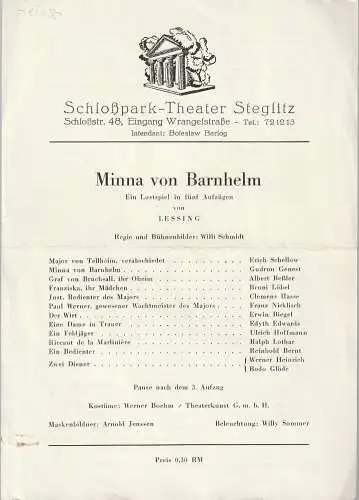 Schloßpark-Theater Steglitz
Schloßstr. 48, Eingang Wrangelstraße - Tel.: 72 12 13
Intendant: Boleslaw Barlog
Minna von Barnhelm
Ein Lustspiel in fünf Aufzügen
von
LESSING
Regie und Bühnenbilder: Willi Schmidt
Major von Tellheim, verabschiedet . . . . . . . . . . Erich Schellow
Minna von Barnhelm . . . . . . . . . . Gudrun Genest
Graf von Bruchsall, ihr Oheim . . . . . . . . . . Albert Beßler
Franziska, ihr Mädchen . . . . . . . . . . Bruni Löbel
Just, Bedienter des Majors . . . . . . . . . . Clemens Hasse
Paul Werner, gewesener Wachtmeister des Majors . . . . . Franz Nicklisch
Der Wirt . . . . . . . . . . Erwin Biegel
Eine Dame in Trauer . . . . . . . . . . Edyth Edwards
Ein Feldjäger . . . . . . . . . . Ulrich Hoffmann
Riccaut de la Marlinière . . . . . . . . . . Ralph Lothar
Ein Bedienter . . . . . . . . . . Reinhold Bernt
Zwei Diener . . . . . . . . . . { Werner Heinrich
Bodo Glöde
Pause nach dem 3. Aufzug
Kostüme: Werner Boehm / Theaterkunst G. m. b. H.
Maskenbildner: Arnold Jenssen Beleuchtung: Willy Sommer
Preis 0,30 RM